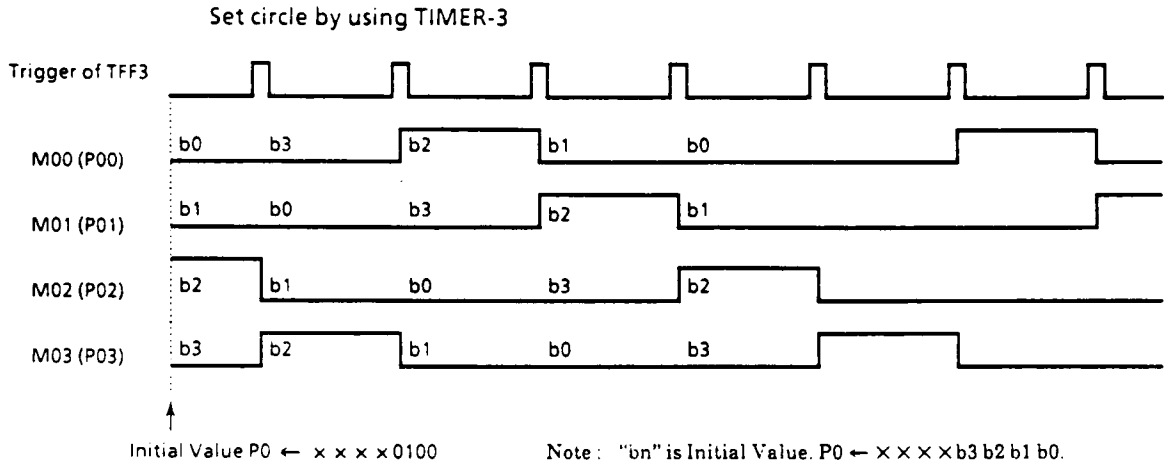 Set circle by using TIMER-3
Trigger of TFF3
M00 (P00) b0 b3 b2 b1 b0
M01 (P01) b1 b0 b3 b2 b1
M02 (P02) b2 b1 b0 b3 b2
M03 (P03) b3 b2 b1 b0 b3
Initial Value P0 ← × × × × 0100
Note : "bn" is Initial Value. P0 ← × × × × b3 b2 b1 b0.